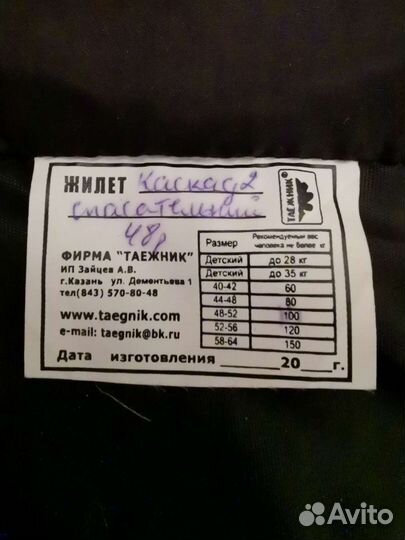 ЖИЛЕТ Каскад 2
спасательный
48р
ТАЕЖНИК
ФИРМА "ТАЕЖНИК"
ИП Зайцев А.В.
г.Казань ул. Дементьева 1
тел(843) 570-80-48
www.taegnik.com
e-mail: taegnik@bk.ru
Размер Рекомендуемый вес человека не более кг
Детский до 28 кг
Детский до 35 кг
40-42 60
44-48 80
48-52 100
52-56 120
58-64 150
Дата изготовления 20 г.
Avito